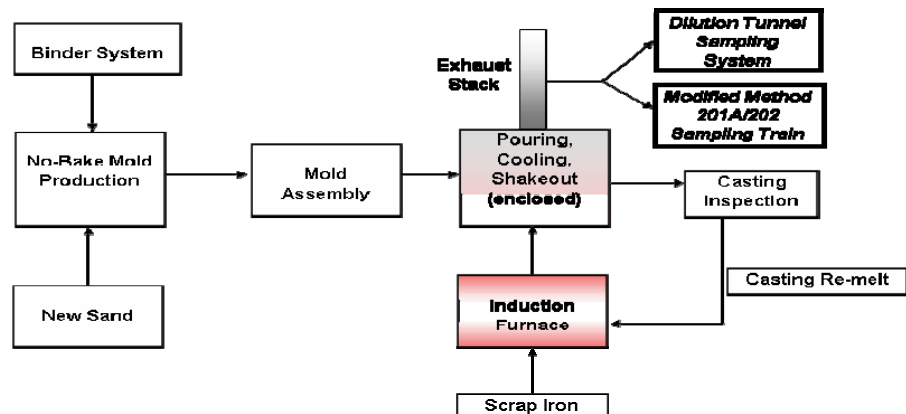 Binder System
No-Bake Mold
Production
New Sand
Mold
Assembly
Exhaust
Stack
Dilution Tunnel
Sampling
System
Modified Method
201A/202
Sampling Train
Pouring,
Cooling,
Shakeout
(enclosed)
Casting
Inspection
Casting Re-melt
Induction
Furnace
Scrap Iron